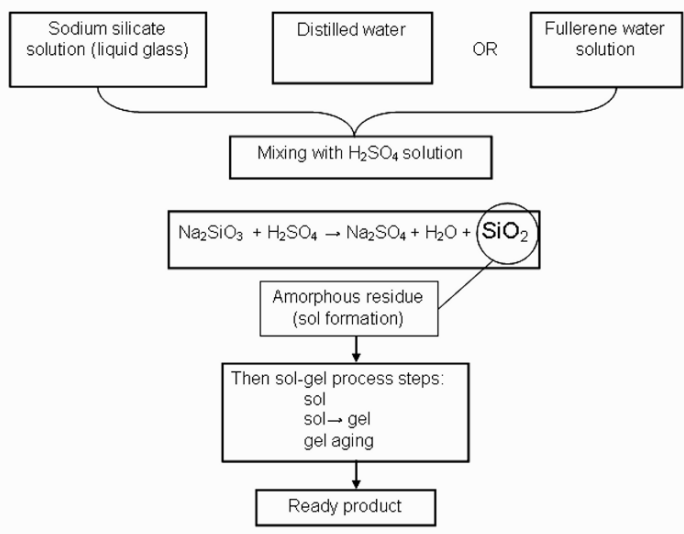 Sodium silicate
solution (liquid glass)
Distilled water
OR
Fullerene water
solution
Mixing with H₂SO₄ solution
Na₂SiO₃ + H₂SO₄ → Na₂SO₄ + H₂O + SiO₂
Amorphous residue
(sol formation)
Then sol-gel process steps:
sol
sol→ gel
gel aging
Ready product